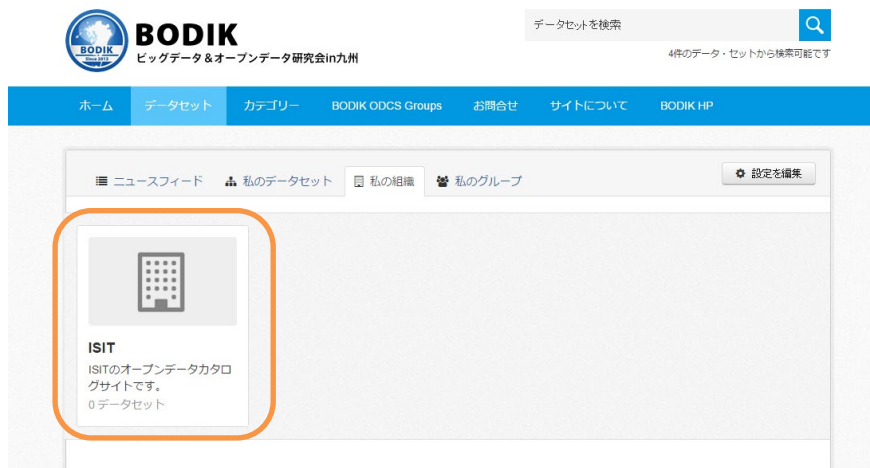 BODIK
Since 2013
BODIK
ビッグデータ&オープンデータ研究会in九州
データセットを検索
4件のデータ・セットから検索可能です
ホーム データセット カテゴリー BODIK ODCS Groups お問合せ サイトについて BODIK HP
ニュースフィード 私のデータセット 私の組織 私のグループ 設定を編集
ISIT
ISITのオープンデータカタロ
グサイトです。
0 データセット